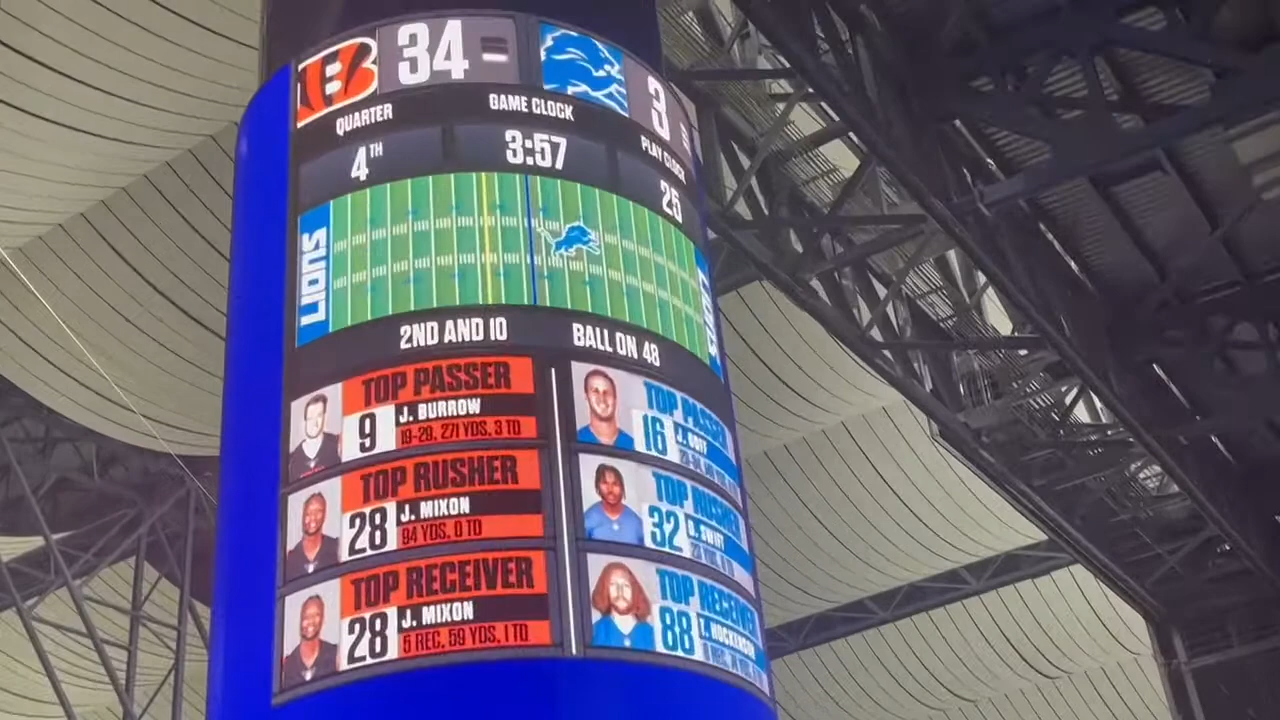 34
3
QUARTER
GAME CLOCK
PLAY CLOCK
4TH
3:57
25
LIONS
LIONS
2ND AND 10
BALL ON 48
TOP PASSER
9
J. BURROW
19-29, 271 YDS, 3 TD
TOP RUSHER
28
J. MIXON
94 YDS, 0 TD
TOP RECEIVER
28
J. MIXON
5 REC, 59 YDS, 1 TD
TOP PASSER
16
J. GOFF
TOP RUSHER
32
D. SWIFT
TOP RECEIVER
88
T. HOCKENSON